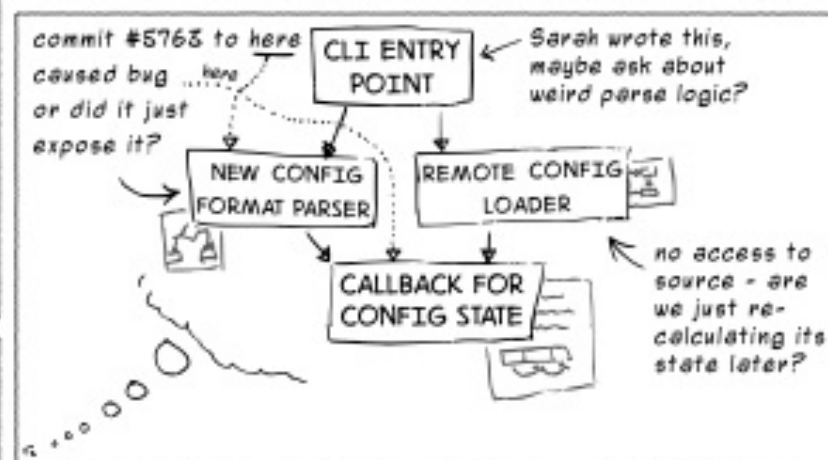 commit #5763 to here
caused bug
here
or did it just
expose it?
CLI ENTRY
POINT
Sarah wrote this,
maybe ask about
weird parse logic?
NEW CONFIG
FORMAT PARSER
REMOTE CONFIG
LOADER
CALLBACK FOR
CONFIG STATE
no access to
source - are
we just re-
calculating its
state later?